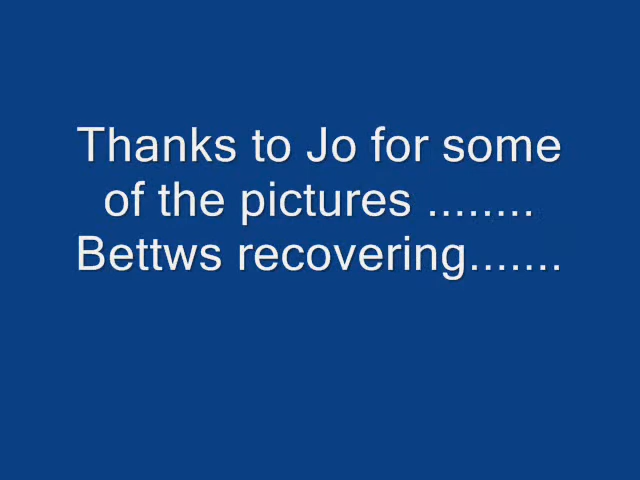 Thanks to Jo for some
of the pictures ........
Bettws recovering.......